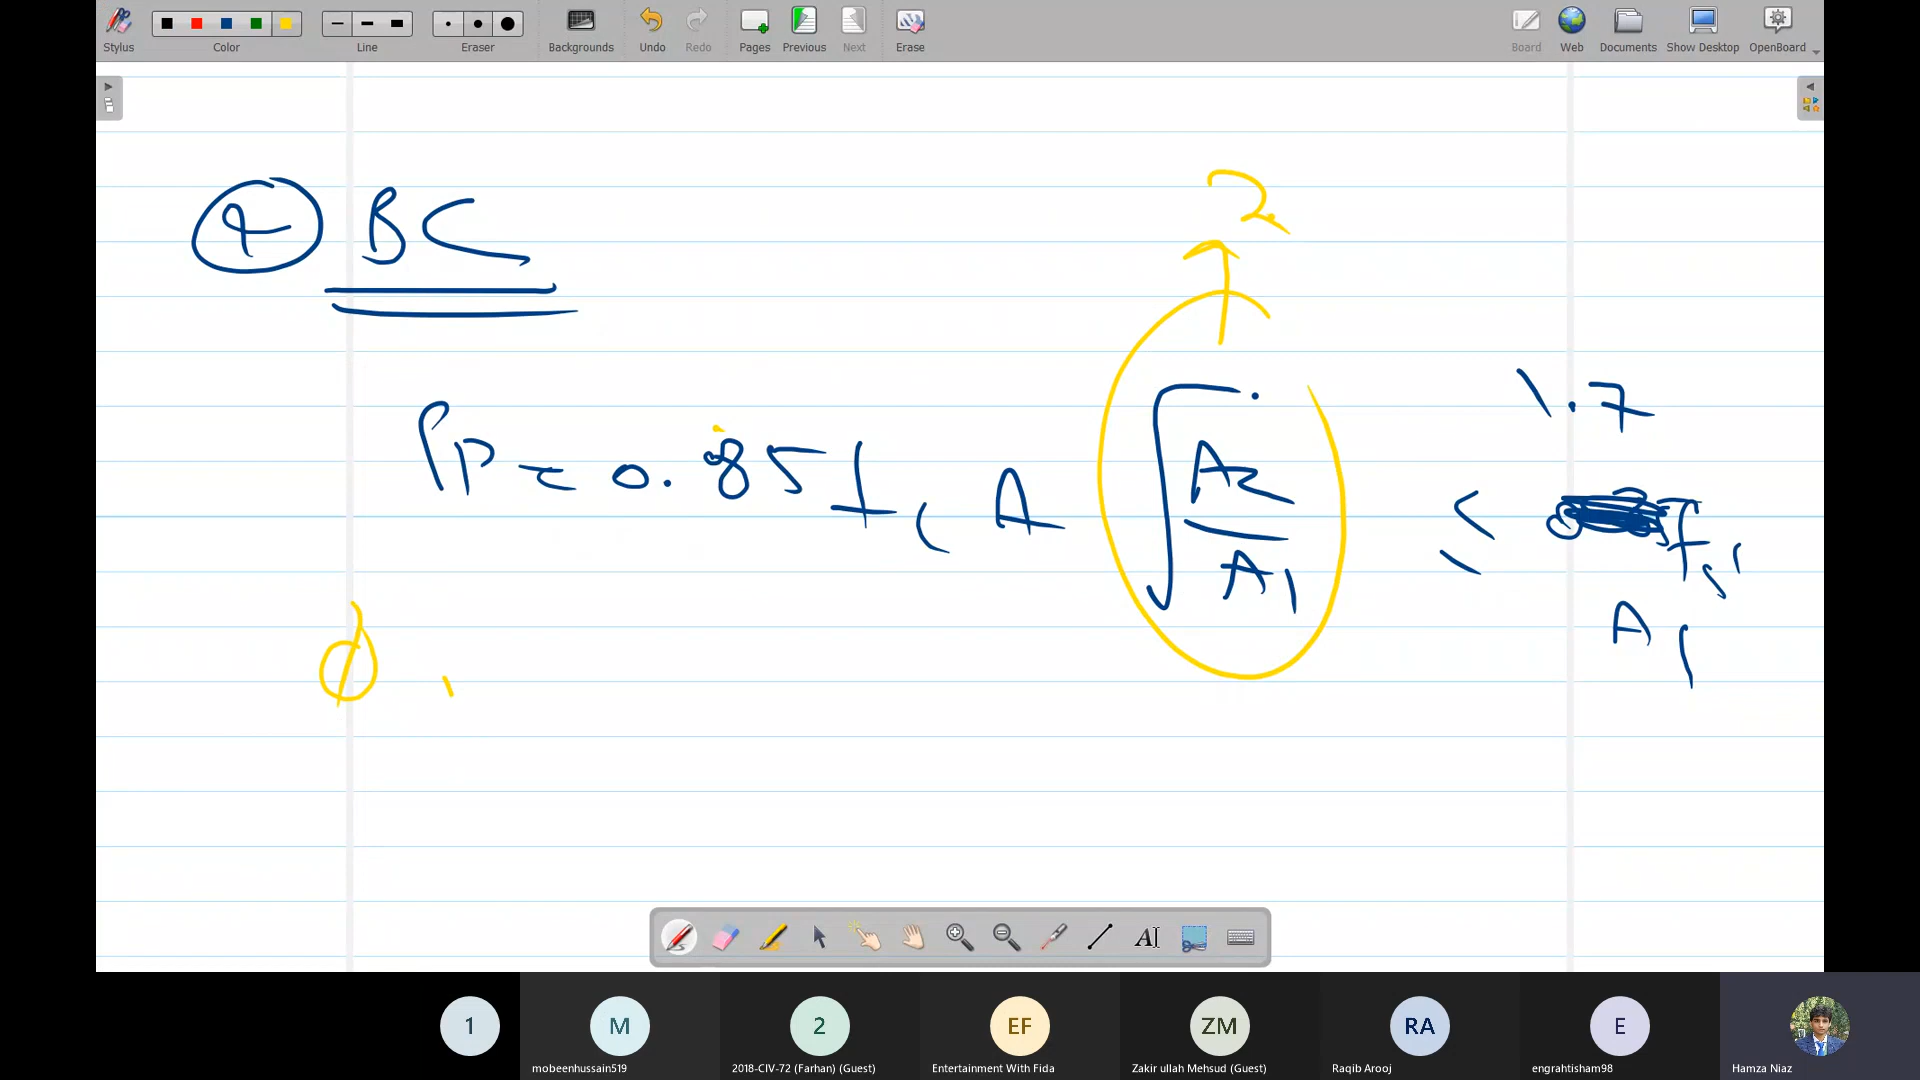 Stylus Color Line Eraser Backgrounds Undo Redo Pages Previous Next Erase Board Web Documents Show Desktop OpenBoard
2
BC
1.7
Pp = 0.85 f'c A √ A2 / A1 ≤ fc'
A1
φ
1 M 2 EF ZM RA E
mobeenhussain519 2018-CIV-72 (Farhan) (Guest) Entertainment With Fida Zakir ullah Mehsud (Guest) Raqib Arooj engrahtisham98 Hamza Niaz